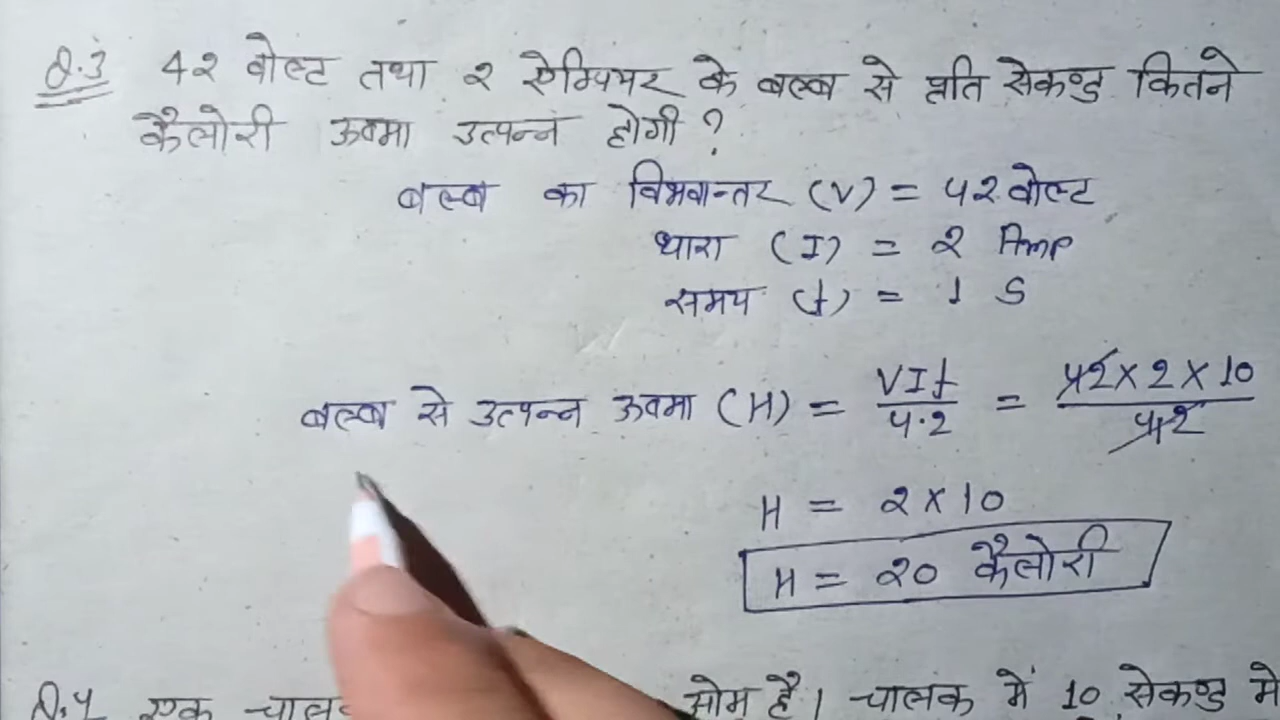 Q.3 42 वोल्ट तथा 2 ऐम्पियर के बल्ब से प्रति सेकण्ड कितने
कैलोरी ऊष्मा उत्पन्न होगी ?
बल्ब का विभवान्तर (V) = 42 वोल्ट
धारा (I) = 2 Amp
समय (t) = 1 S
बल्ब से उत्पन्न ऊष्मा (H) = VIt/4.2 = 42 × 2 × 10/42
H = 2 × 10
H = 20 कैलोरी
Q.4 एक चालक ओम है। चालक में 10 सेकण्ड मे